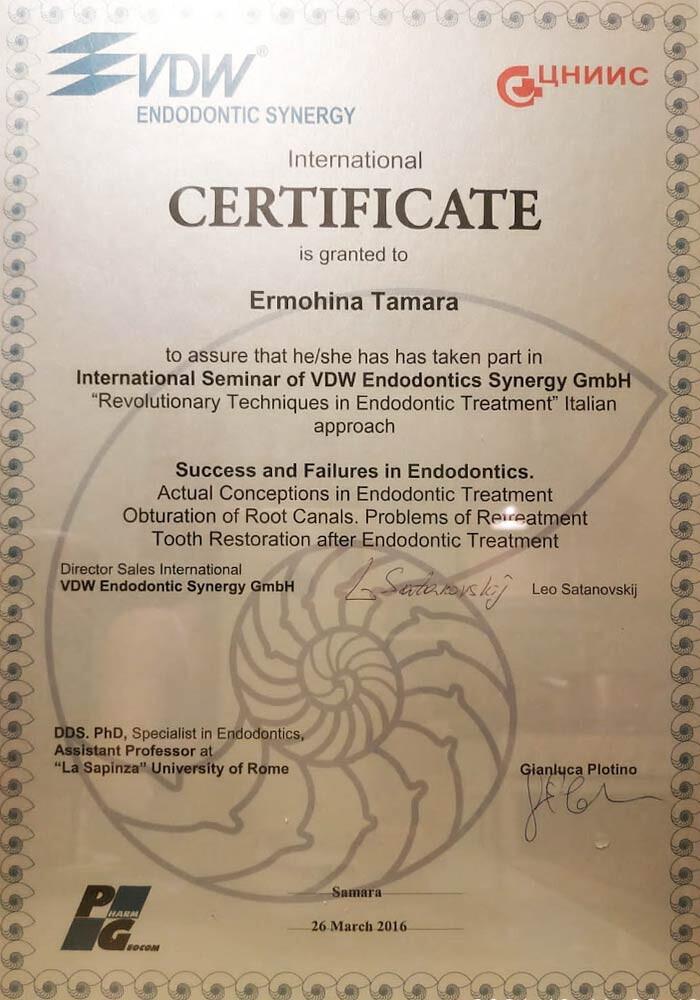 VDW®
ENDODONTIC SYNERGY
ЦНИИС
International
CERTIFICATE
is granted to
Ermohina Tamara
to assure that he/she has has taken part in
International Seminar of VDW Endodontics Synergy GmbH
“Revolutionary Techniques in Endodontic Treatment” Italian
approach
Success and Failures in Endodontics.
Actual Conceptions in Endodontic Treatment
Obturation of Root Canals. Problems of Retreatment
Tooth Restoration after Endodontic Treatment
Director Sales International
VDW Endodontic Synergy GmbH
L. Satanovskij
Leo Satanovskij
DDS. PhD, Specialist in Endodontics,
Assistant Professor at
“La Sapinza” University of Rome
Gianluca Plotino
PHARM
GEOCOM
Samara
26 March 2016